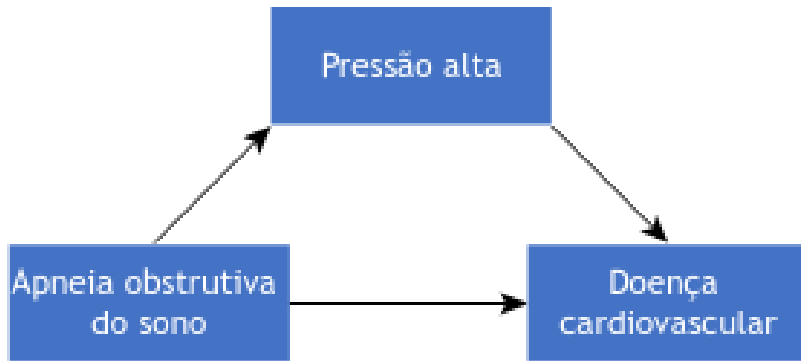 Pressão alta
Apneia obstrutiva
do sono
Doença
cardiovascular